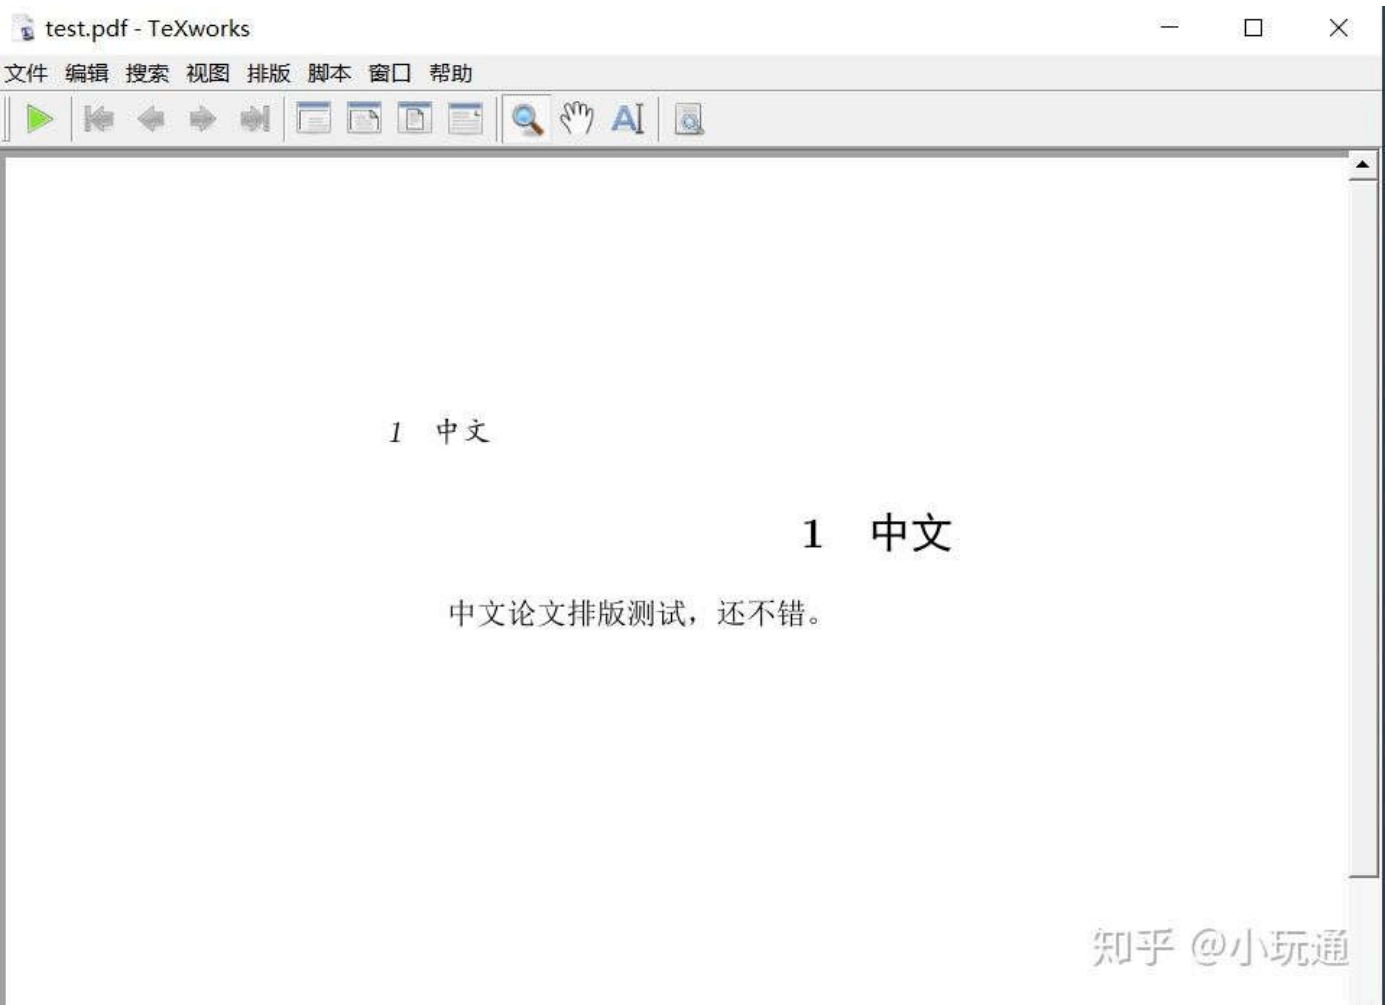 test.pdf - TeXworks
文件 编辑 搜索 视图 排版 脚本 窗口 帮助
1 中文
1 中文
中文论文排版测试，还不错。
知乎 @小玩通